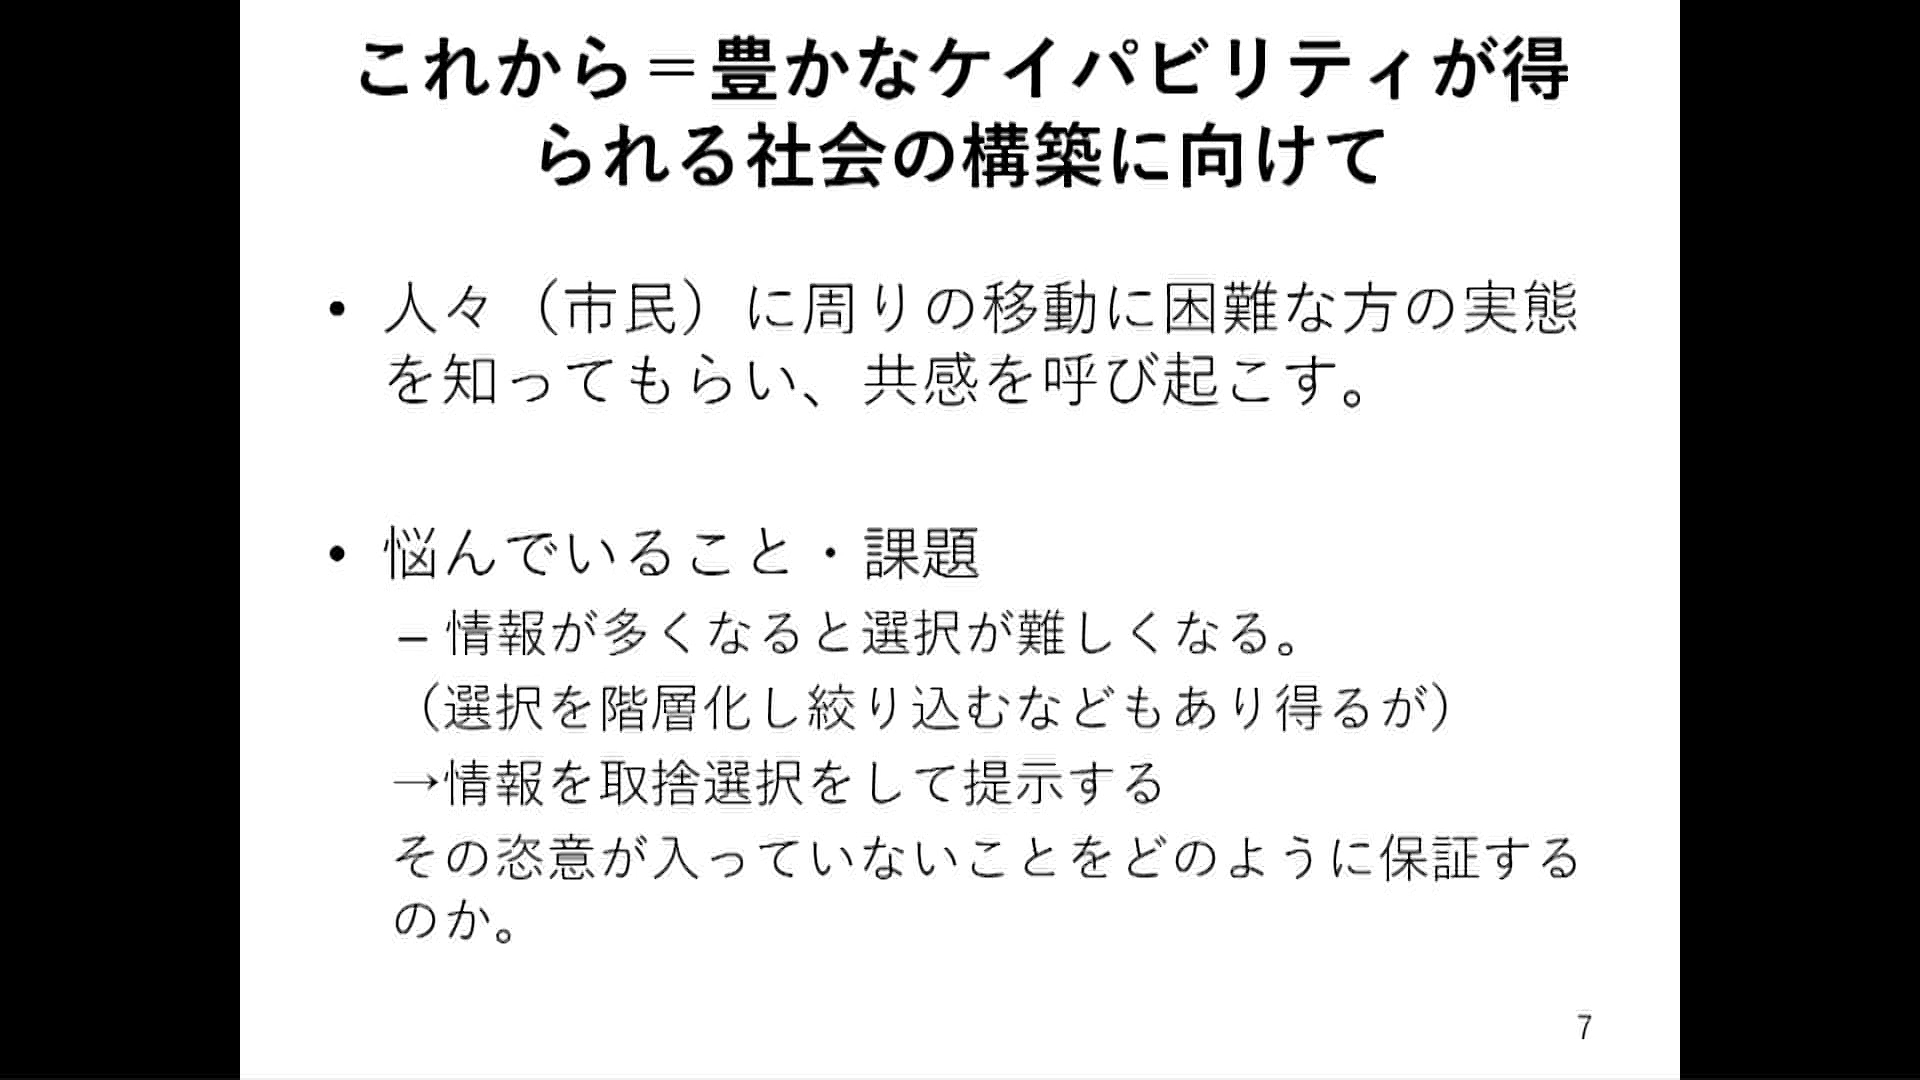 これから＝豊かなケイパビリティが得
られる社会の構築に向けて
• 人々（市民）に周りの移動に困難な方の実態
を知ってもらい、共感を呼び起こす。
• 悩んでいること・課題
– 情報が多くなると選択が難しくなる。
（選択を階層化し絞り込むなどもあり得るが）
→情報を取捨選択をして提示する
その恣意が入っていないことをどのように保証する
のか。
7